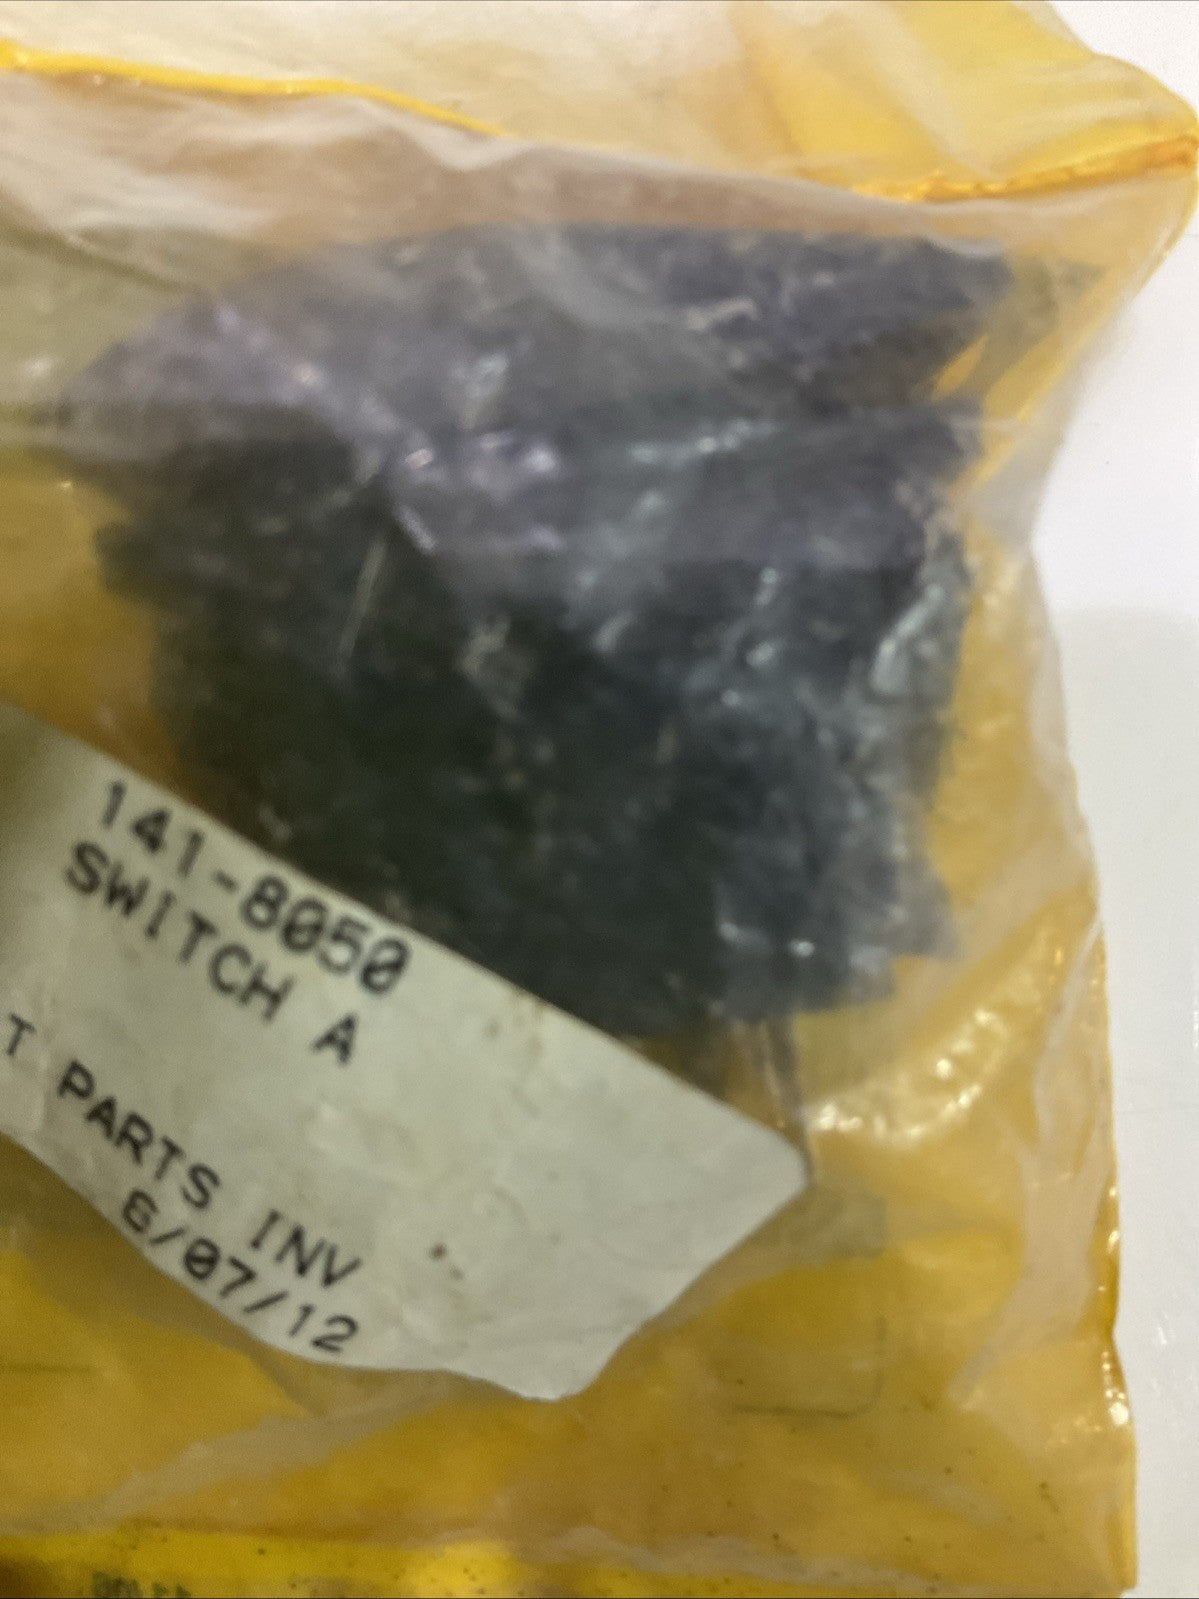 141-8050
SWITCH A
T PARTS INV
6/07/12